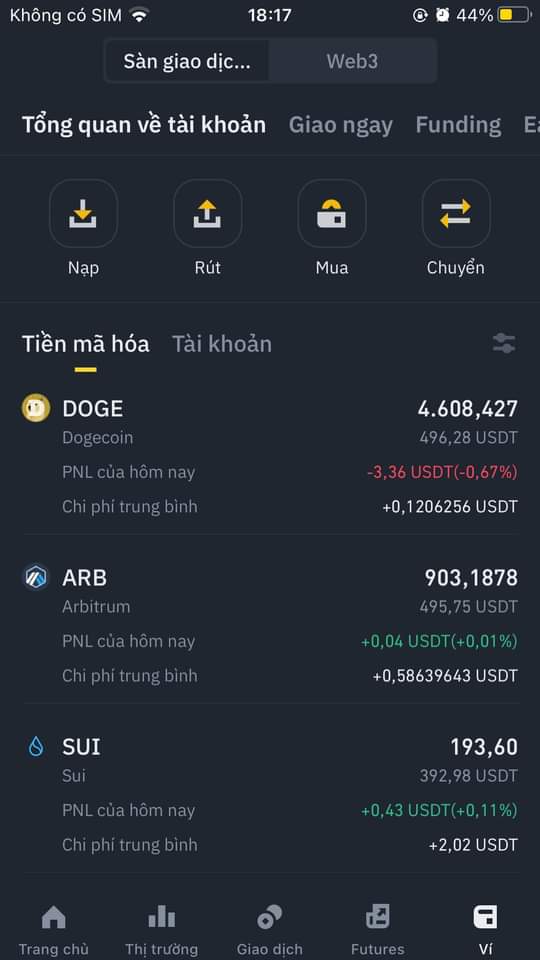 Không có SIM 18:17 44%
Sàn giao dịc... Web3
Tổng quan về tài khoản Giao ngay Funding Ea
Nạp Rút Mua Chuyển
Tiền mã hóa Tài khoản
DOGE 4.608,427
Dogecoin 496,28 USDT
PNL của hôm nay -3,36 USDT(-0,67%)
Chi phí trung bình +0,1206256 USDT
ARB 903,1878
Arbitrum 495,75 USDT
PNL của hôm nay +0,04 USDT(+0,01%)
Chi phí trung bình +0,58639643 USDT
SUI 193,60
Sui 392,98 USDT
PNL của hôm nay +0,43 USDT(+0,11%)
Chi phí trung bình +2,02 USDT
Trang chủ Thị trường Giao dịch Futures Ví